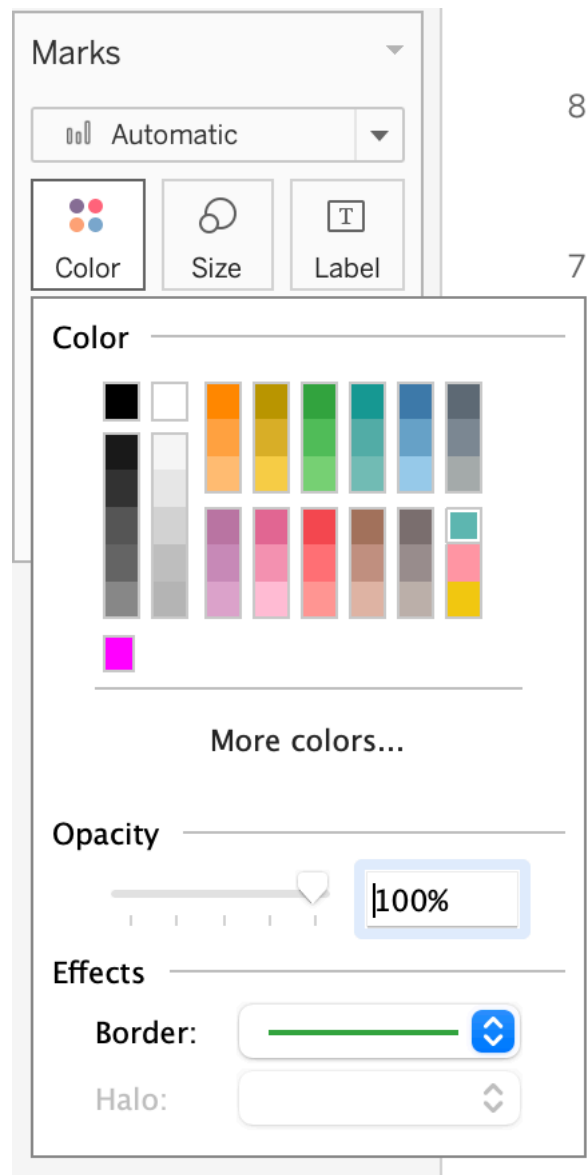 Marks
8
Automatic
Color Size Label
T
7
Color
More colors...
Opacity
100%
Effects
Border:
Halo: